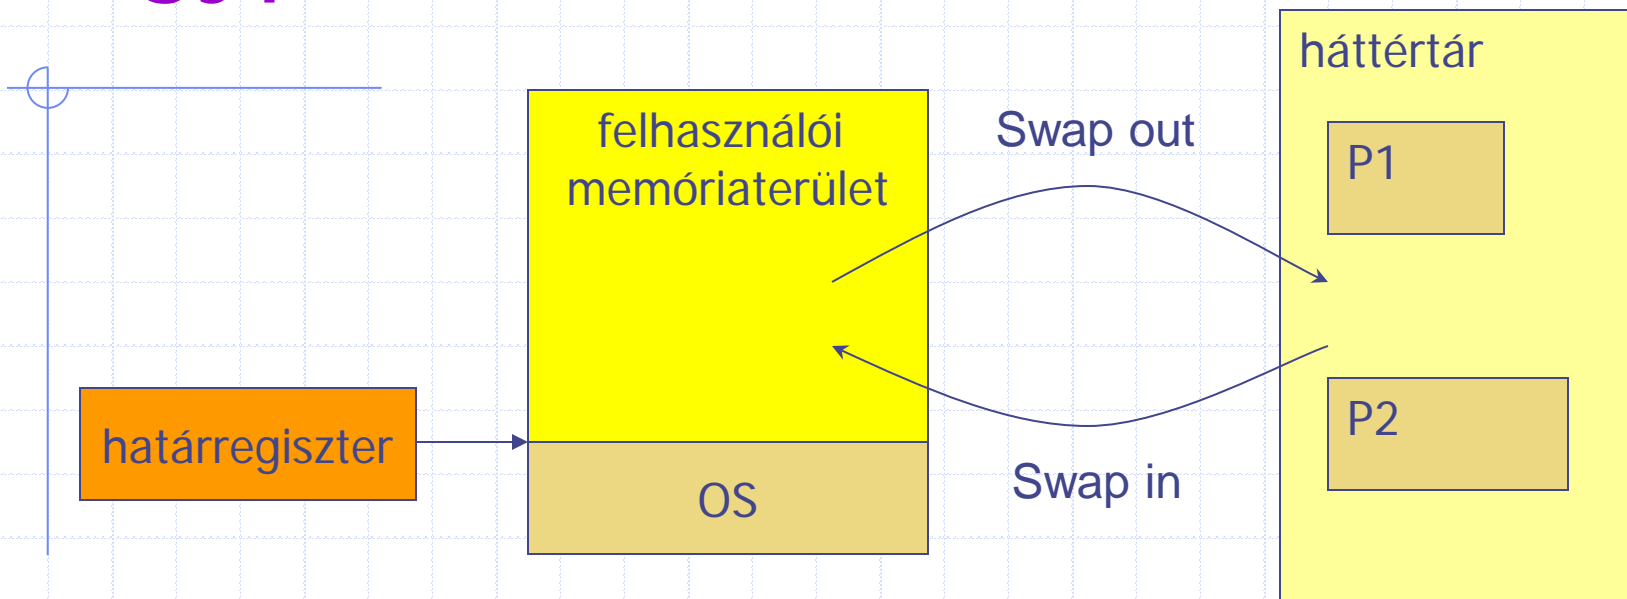 háttértár
felhasználói
memóriaterület
Swap out
P1
határregiszter
P2
Swap in
OS